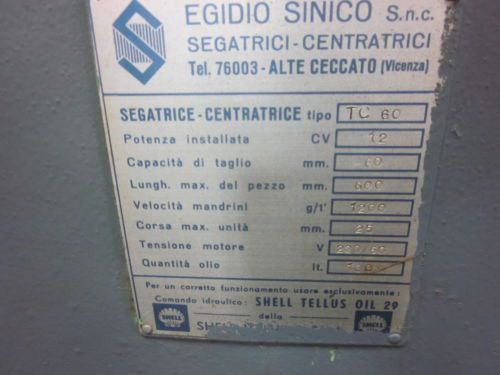 EGIDIO SINICO S.n.c.
SEGATRICI-CENTRATRICI
Tel. 76003-ALTE CECCATO (Vicenza)
SEGATRICE-CENTRATRICE tipo TC 60
Potenza installata CV 12
Capacità di taglio mm. 60
Lungh. max. del pezzo mm. 600
Velocità mandrini g/1' 1200
Corsa max. unità mm. 25
Tensione motore V
Quantità olio lt.
Per un corretto funzionamento usare esclusivamente:
Comando idraulico: SHELL TELLUS OIL 29
della
SHELL
SHELL
SHELL